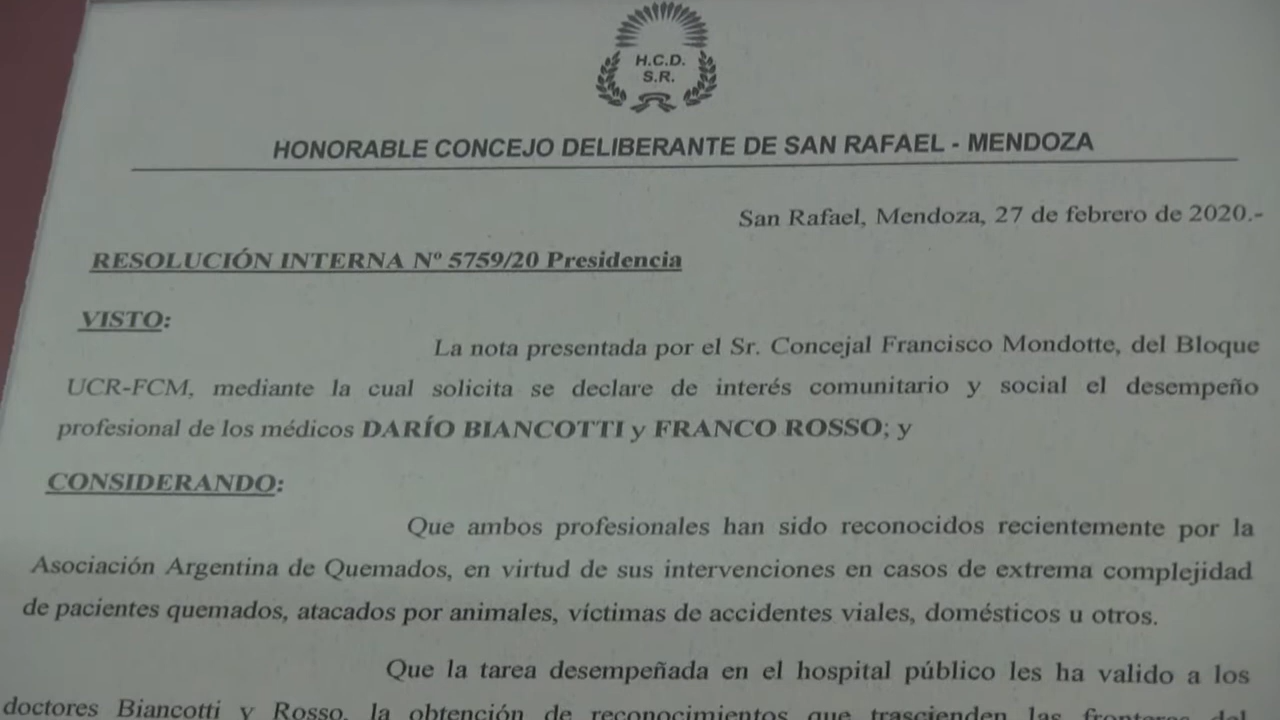 H.C.D.
S.R.
HONORABLE CONCEJO DELIBERANTE DE SAN RAFAEL - MENDOZA
San Rafael, Mendoza, 27 de febrero de 2020.-
RESOLUCIÓN INTERNA Nº 5759/20 Presidencia
VISTO:
La nota presentada por el Sr. Concejal Francisco Mondotte, del Bloque
UCR-FCM, mediante la cual solicita se declare de interés comunitario y social el desempeño
profesional de los médicos DARÍO BIANCOTTI y FRANCO ROSSO; y
CONSIDERANDO:
Que ambos profesionales han sido reconocidos recientemente por la
Asociación Argentina de Quemados, en virtud de sus intervenciones en casos de extrema complejidad
de pacientes quemados, atacados por animales, víctimas de accidentes viales, domésticos u otros.
Que la tarea desempeñada en el hospital público les ha valido a los
doctores Biancotti y Rosso, la obtención de reconocimientos que trascienden las fronteras del